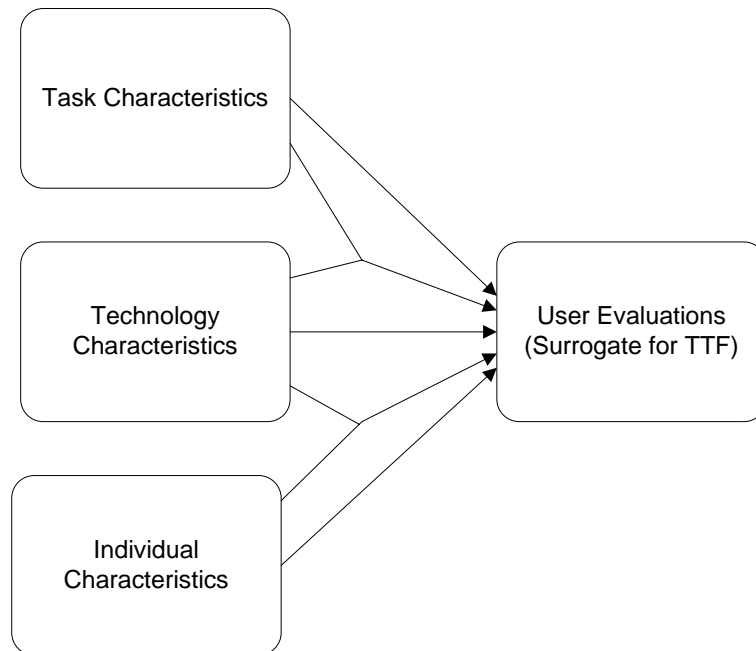 Task Characteristics
Technology
Characteristics
User Evaluations
(Surrogate for TTF)
Individual
Characteristics